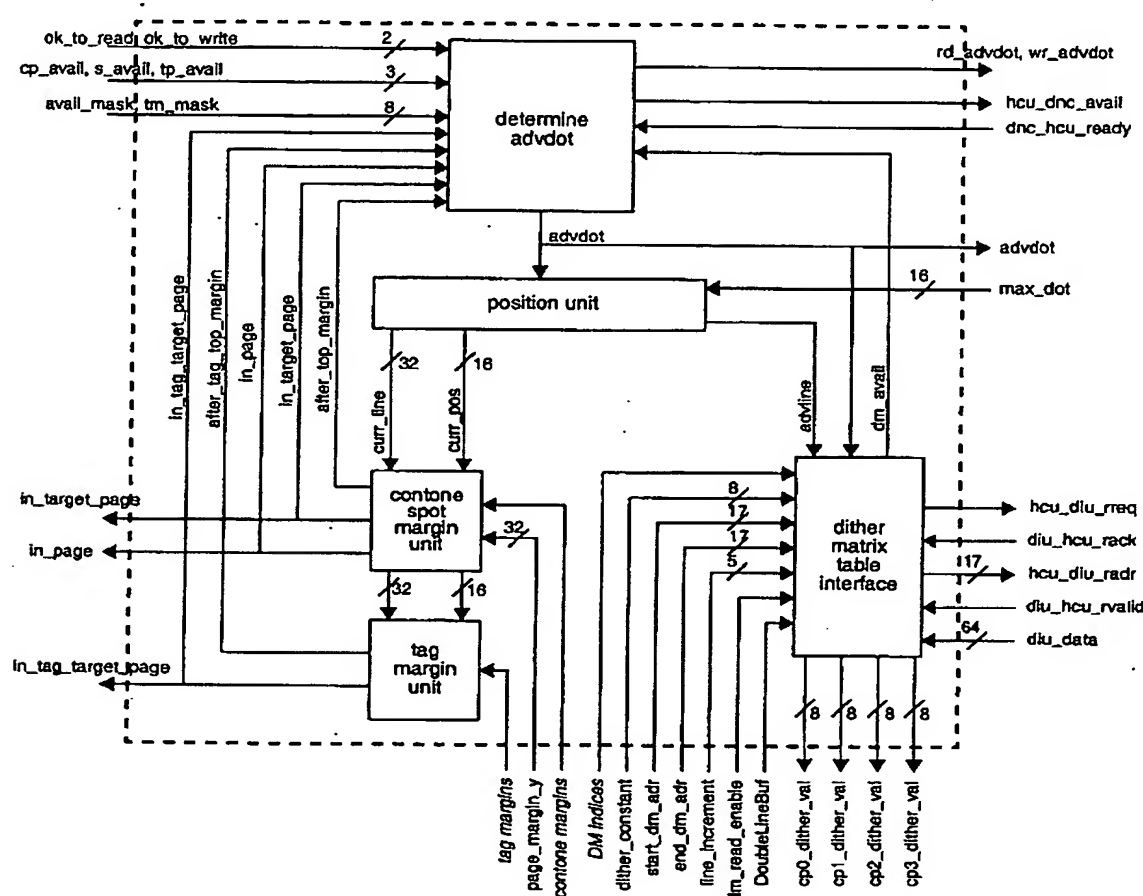 ok_to_read, ok_to_write
2
cp_avail, s_avail, tp_avail
3
avail_mask, tm_mask
8
determine
advdot
rd_advdot, wr_advdot
hcu_dnc_avail
dnc_hcu_ready
advdot
advdot
16
max_dot
position unit
in_tag_target_page
after_tag_top_margin
in_page
in_target_page
after_top_margin
32
16
curr_line
curr_pos
advline
dm_avail
in_target_page
in_page
contone
spot
margin
unit
32
32
16
in_tag_target_page
tag
margin
unit
8
17
17
5
dither
matrix
table
interface
hcu_diu_rreq
diu_hcu_rack
17
hcu_diu_radr
diu_hcu_rvalid
64
diu_data
8
8
8
8
tag margins
page_margin_y
contone margins
DM indices
dither_constant
start_dm_adr
end_dm_adr
line_increment
dm_read_enable
DoubleLineBuf
cp0_dither_val
cp1_dither_val
cp2_dither_val
cp3_dither_val